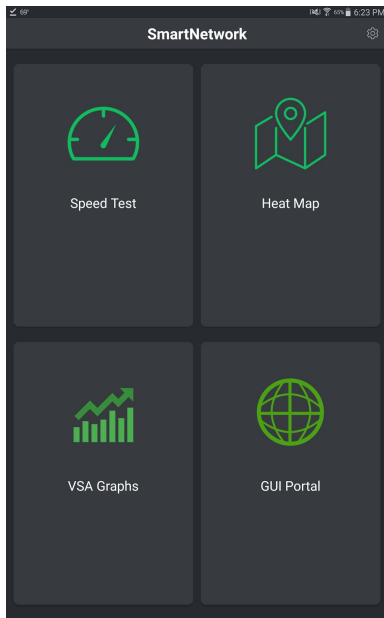 69° 65% 6:23 PM
SmartNetwork
Speed Test
Heat Map
VSA Graphs
GUI Portal